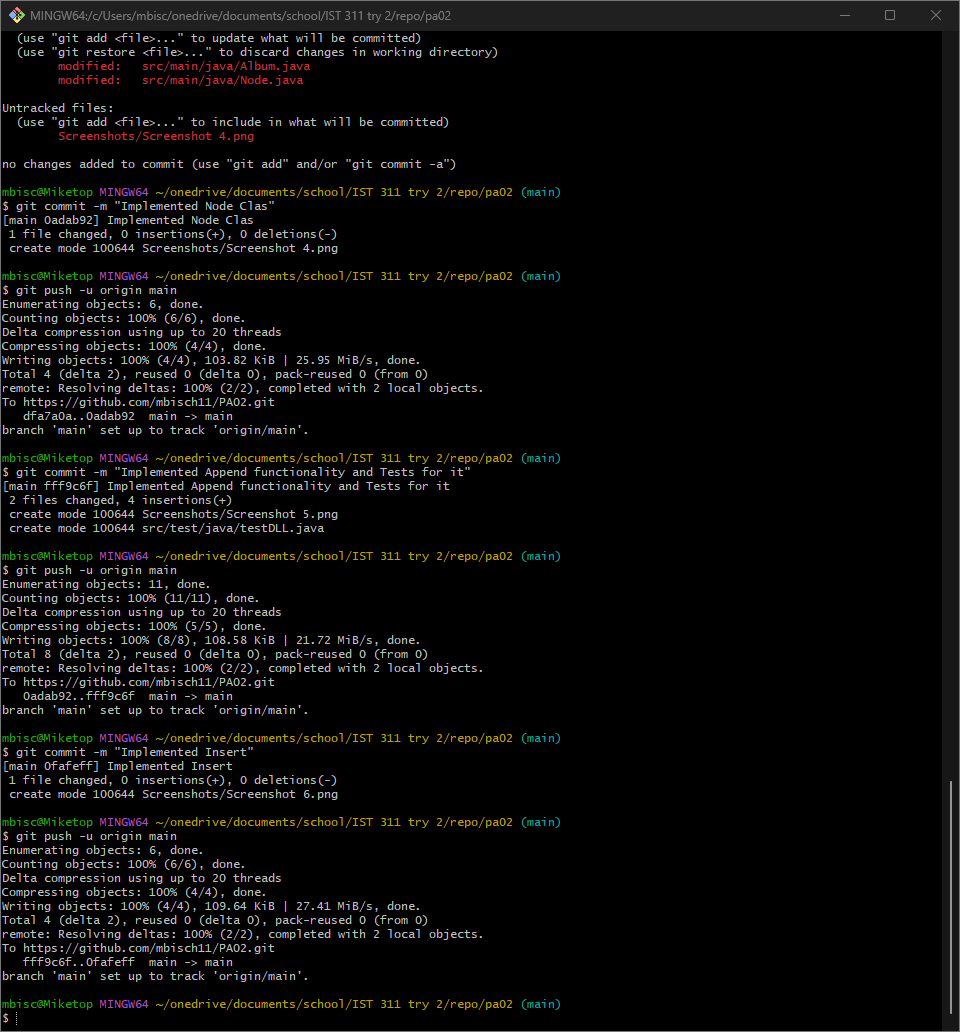 MINGW64:/c/Users/mbisc/onedrive/documents/school/IST 311 try 2/repo/pa02
  (use "git add <file>..." to update what will be committed)
  (use "git restore <file>..." to discard changes in working directory)
        modified:   src/main/java/Album.java
        modified:   src/main/java/Node.java

Untracked files:
  (use "git add <file>..." to include in what will be committed)
        Screenshots/Screenshot 4.png

no changes added to commit (use "git add" and/or "git commit -a")

mbisc@Miketop MINGW64 ~/onedrive/documents/school/IST 311 try 2/repo/pa02 (main)
$ git commit -m "Implemented Node Clas"
[main 0adab92] Implemented Node Clas
 1 file changed, 0 insertions(+), 0 deletions(-)
 create mode 100644 Screenshots/Screenshot 4.png

mbisc@Miketop MINGW64 ~/onedrive/documents/school/IST 311 try 2/repo/pa02 (main)
$ git push -u origin main
Enumerating objects: 6, done.
Counting objects: 100% (6/6), done.
Delta compression using up to 20 threads
Compressing objects: 100% (4/4), done.
Writing objects: 100% (4/4), 103.82 KiB | 25.95 MiB/s, done.
Total 4 (delta 2), reused 0 (delta 0), pack-reused 0 (from 0)
remote: Resolving deltas: 100% (2/2), completed with 2 local objects.
To https://github.com/mbisch11/PA02.git
   dfa7a0a..0adab92  main -> main
branch 'main' set up to track 'origin/main'.

mbisc@Miketop MINGW64 ~/onedrive/documents/school/IST 311 try 2/repo/pa02 (main)
$ git commit -m "Implemented Append functionality and Tests for it"
[main fff9c6f] Implemented Append functionality and Tests for it
 2 files changed, 4 insertions(+)
 create mode 100644 Screenshots/Screenshot 5.png
 create mode 100644 src/test/java/testDLL.java

mbisc@Miketop MINGW64 ~/onedrive/documents/school/IST 311 try 2/repo/pa02 (main)
$ git push -u origin main
Enumerating objects: 11, done.
Counting objects: 100% (11/11), done.
Delta compression using up to 20 threads
Compressing objects: 100% (5/5), done.
Writing objects: 100% (8/8), 108.58 KiB | 21.72 MiB/s, done.
Total 8 (delta 2), reused 0 (delta 0), pack-reused 0 (from 0)
remote: Resolving deltas: 100% (2/2), completed with 2 local objects.
To https://github.com/mbisch11/PA02.git
   0adab92..fff9c6f  main -> main
branch 'main' set up to track 'origin/main'.

mbisc@Miketop MINGW64 ~/onedrive/documents/school/IST 311 try 2/repo/pa02 (main)
$ git commit -m "Implemented Insert"
[main 0fafeff] Implemented Insert
 1 file changed, 0 insertions(+), 0 deletions(-)
 create mode 100644 Screenshots/Screenshot 6.png

mbisc@Miketop MINGW64 ~/onedrive/documents/school/IST 311 try 2/repo/pa02 (main)
$ git push -u origin main
Enumerating objects: 6, done.
Counting objects: 100% (6/6), done.
Delta compression using up to 20 threads
Compressing objects: 100% (4/4), done.
Writing objects: 100% (4/4), 109.64 KiB | 27.41 MiB/s, done.
Total 4 (delta 2), reused 0 (delta 0), pack-reused 0 (from 0)
remote: Resolving deltas: 100% (2/2), completed with 2 local objects.
To https://github.com/mbisch11/PA02.git
   fff9c6f..0fafeff  main -> main
branch 'main' set up to track 'origin/main'.

mbisc@Miketop MINGW64 ~/onedrive/documents/school/IST 311 try 2/repo/pa02 (main)
$